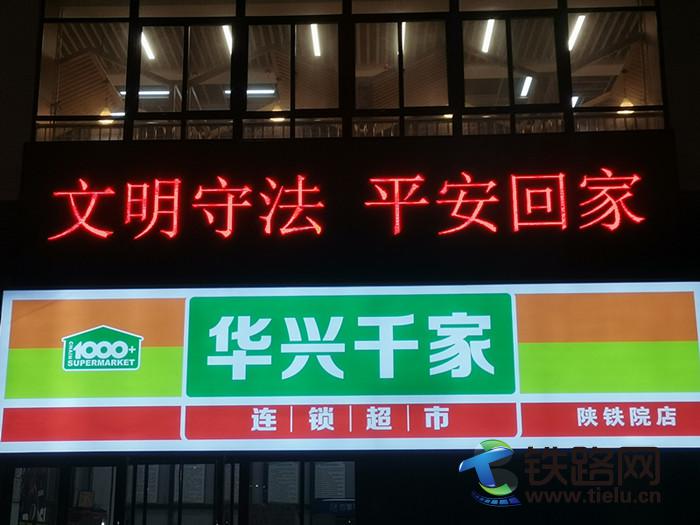 文明守法 平安回家
CHAIN
1000+
SUPERMARKET
华兴千家
连锁超市
陕铁院店
铁路网
www.tielu.cn